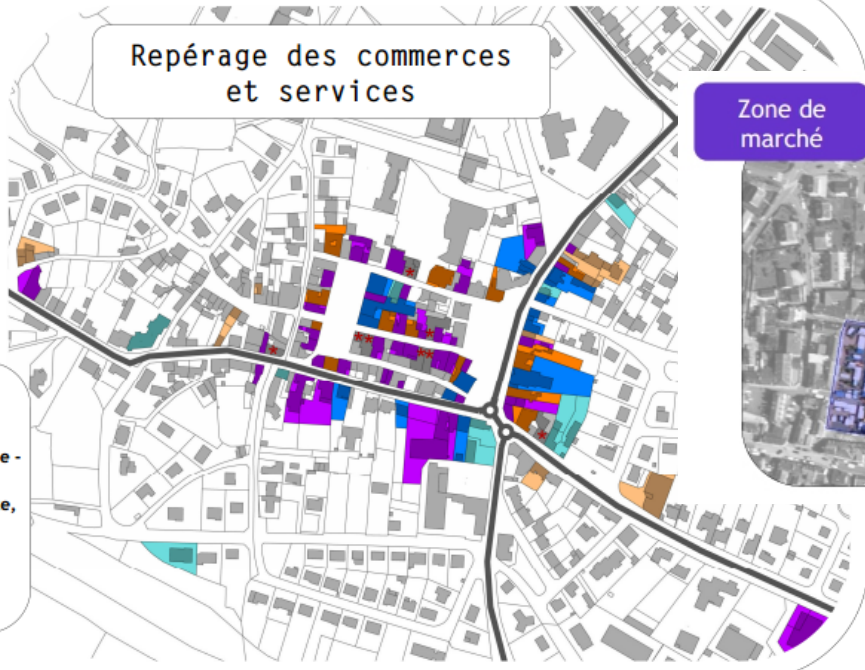 Repérage des commerces
et services
Zone de
marché
e -
e,